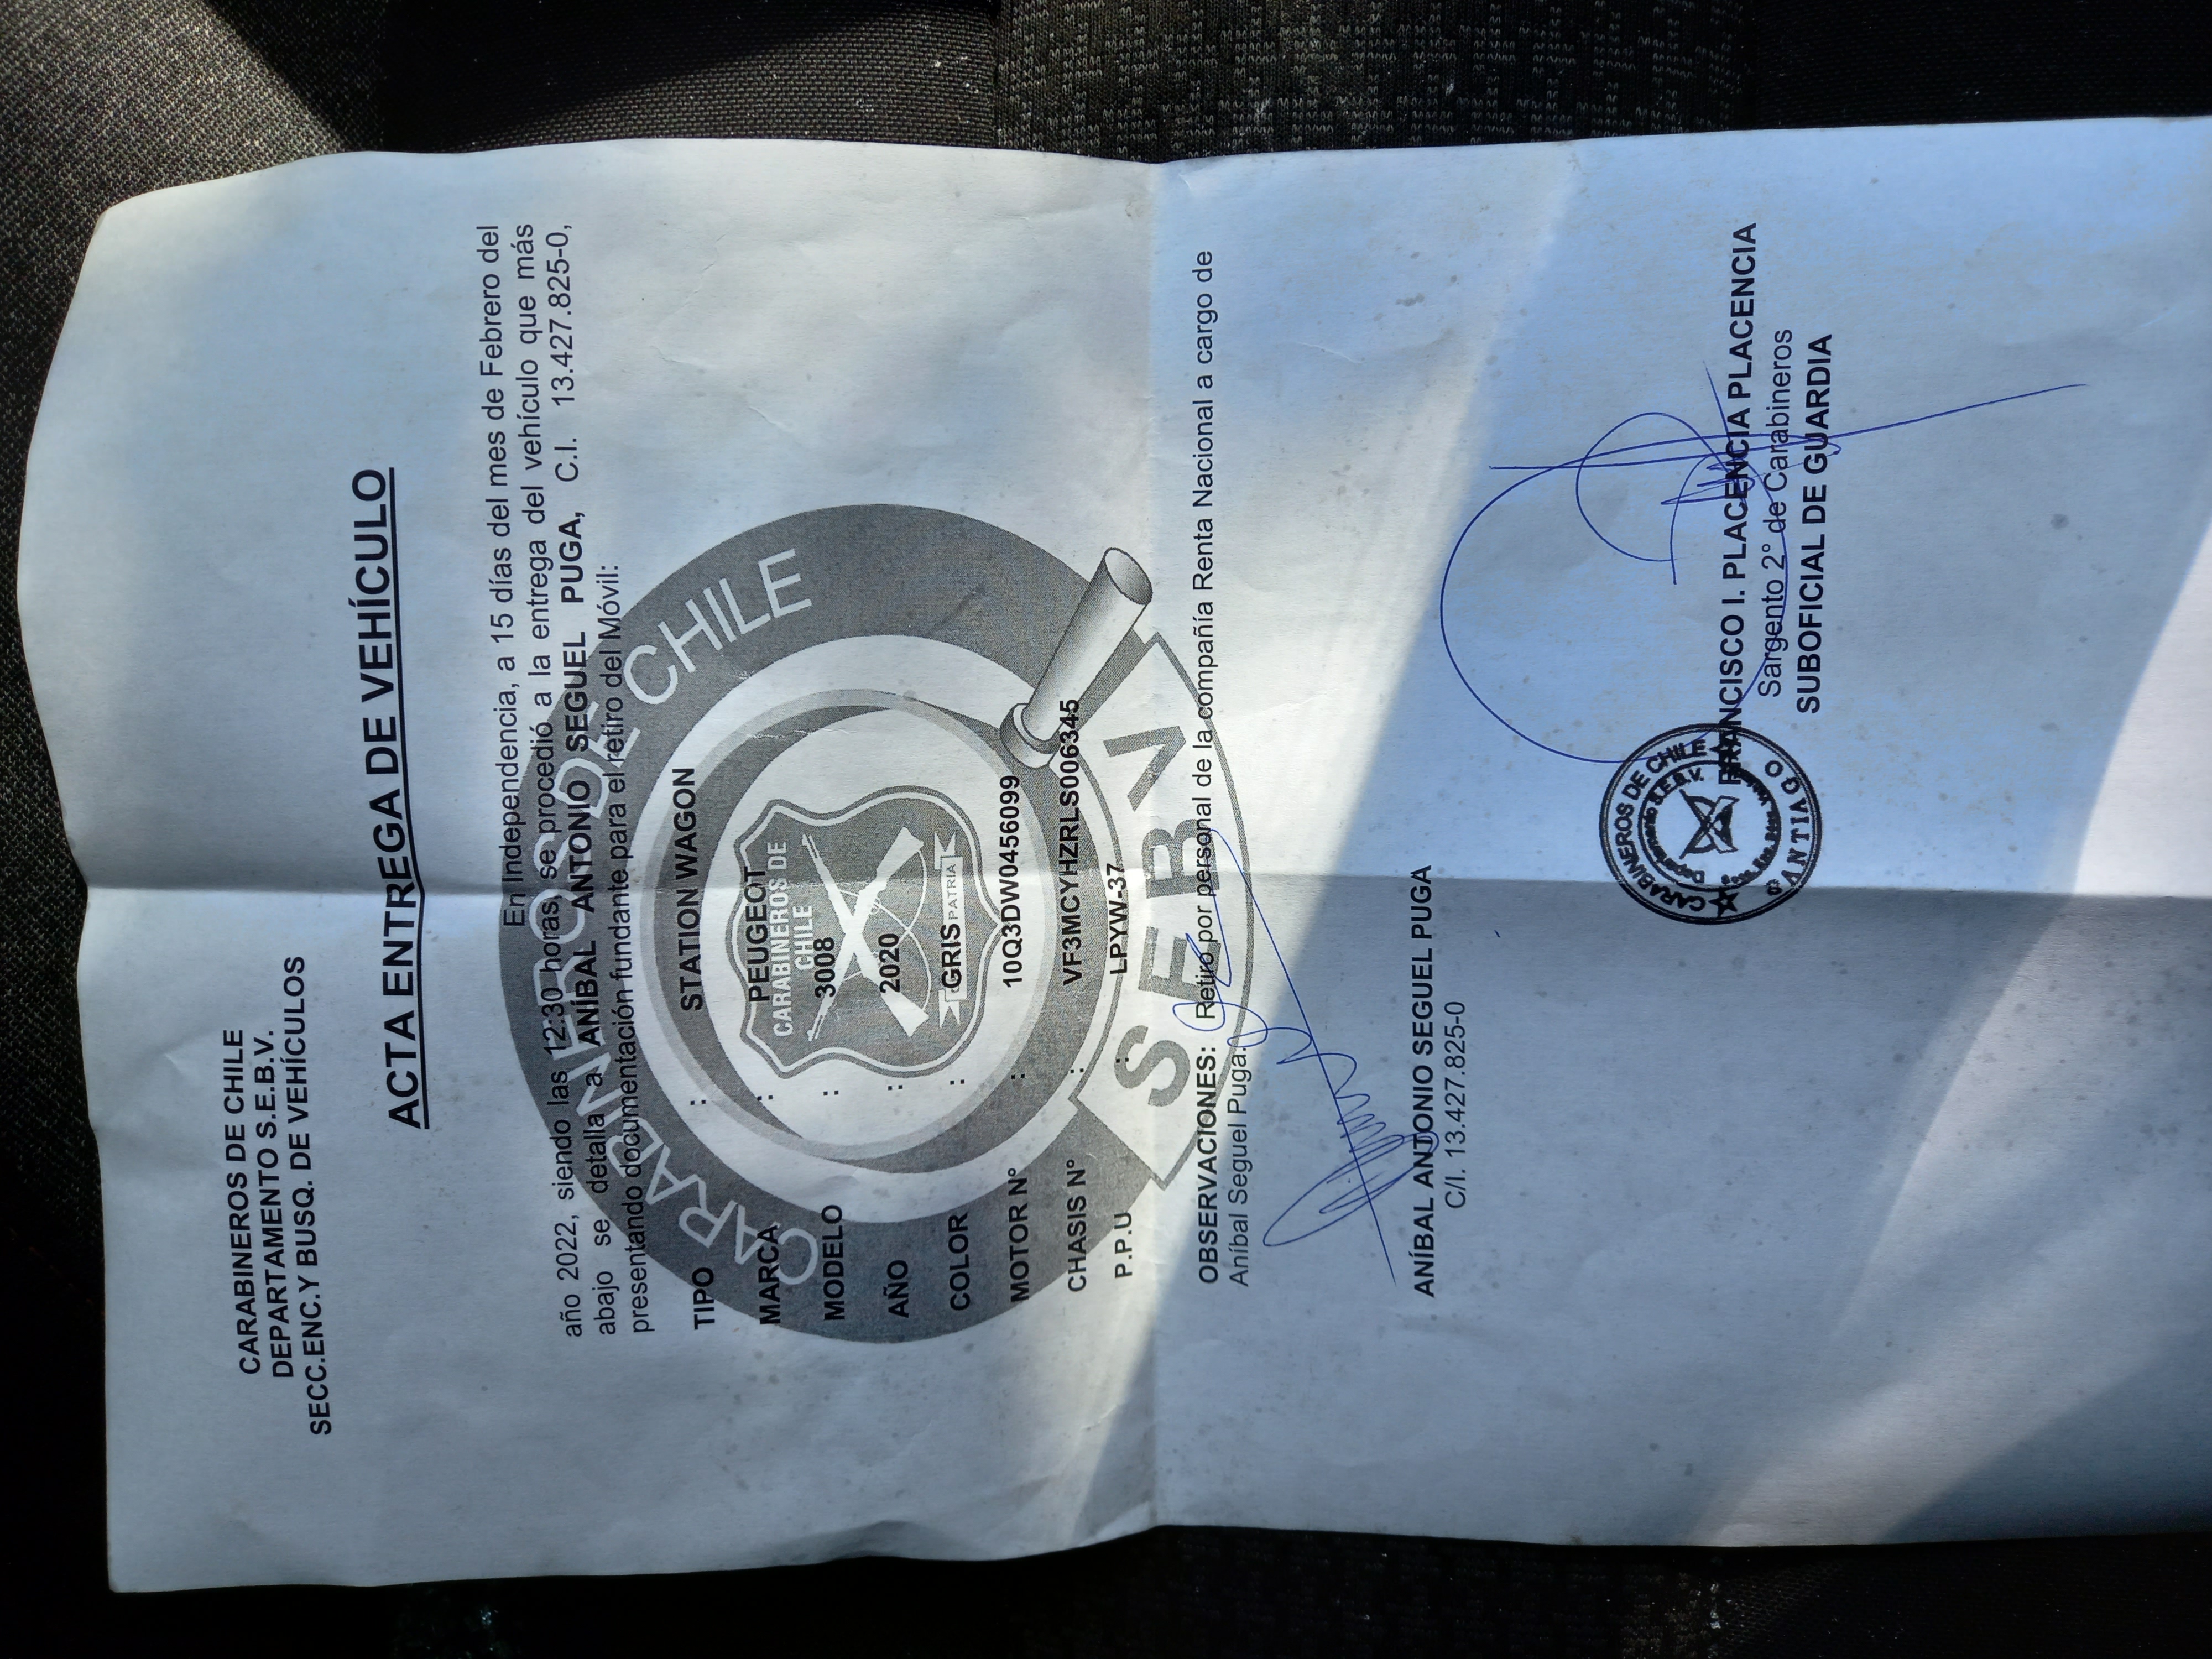 CARABINEROS DE CHILE
DEPARTAMENTO S.E.B.V.
SECC.ENC.Y BUSQ. DE VEHÍCULOS
ACTA ENTREGA DE VEHÍCULO
En Independencia, a 15 días del mes de Febrero del
año 2022, siendo las 12:30 horas, se procedió a la entrega del vehículo que más
abajo se detalla a ANÍBAL ANTONIO SEGUEL PUGA, C.I. 13.427.825-0,
presentando documentación fundante para el retiro del Móvil:
TIPO : STATION WAGON
MARCA : PEUGEOT
MODELO : 3008
AÑO : 2020
COLOR : GRIS
MOTOR N° : 10Q3DW0456099
CHASIS N° : VF3MCYHZRLS006345
P.P.U : LPYW-37
CARABINEROS DE CHILE
CARABINEROS DE
CHILE
PATRIA
SEBV
OBSERVACIONES: Retiro por personal de la compañía Renta Nacional a cargo de
Aníbal Seguel Puga.
ANÍBAL ANTONIO SEGUEL PUGA
C/I. 13.427.825-0
FRANCISCO I. PLACENCIA PLACENCIA
Sargento 2° de Carabineros
SUBOFICIAL DE GUARDIA
CARABINEROS DE CHILE
Departamento S.E.B.V.
SANTIAGO